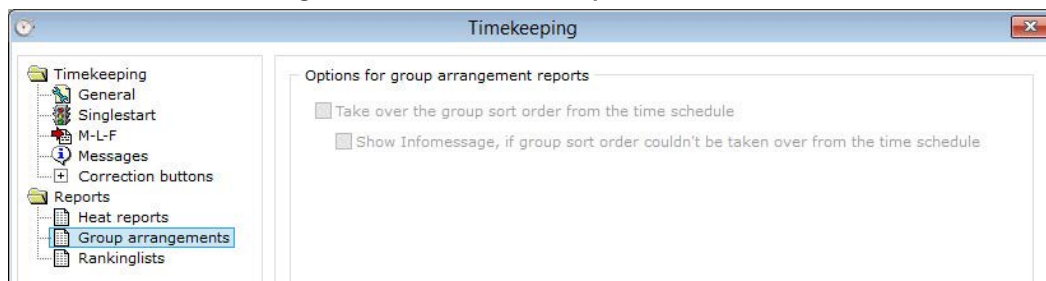 Timekeeping
Timekeeping
General
Singlestart
M-L-F
Messages
Correction buttons
Reports
Heat reports
Group arrangements
Rankinglists
Options for group arrangement reports
Take over the group sort order from the time schedule
Show Infomessage, if group sort order couldn't be taken over from the time schedule